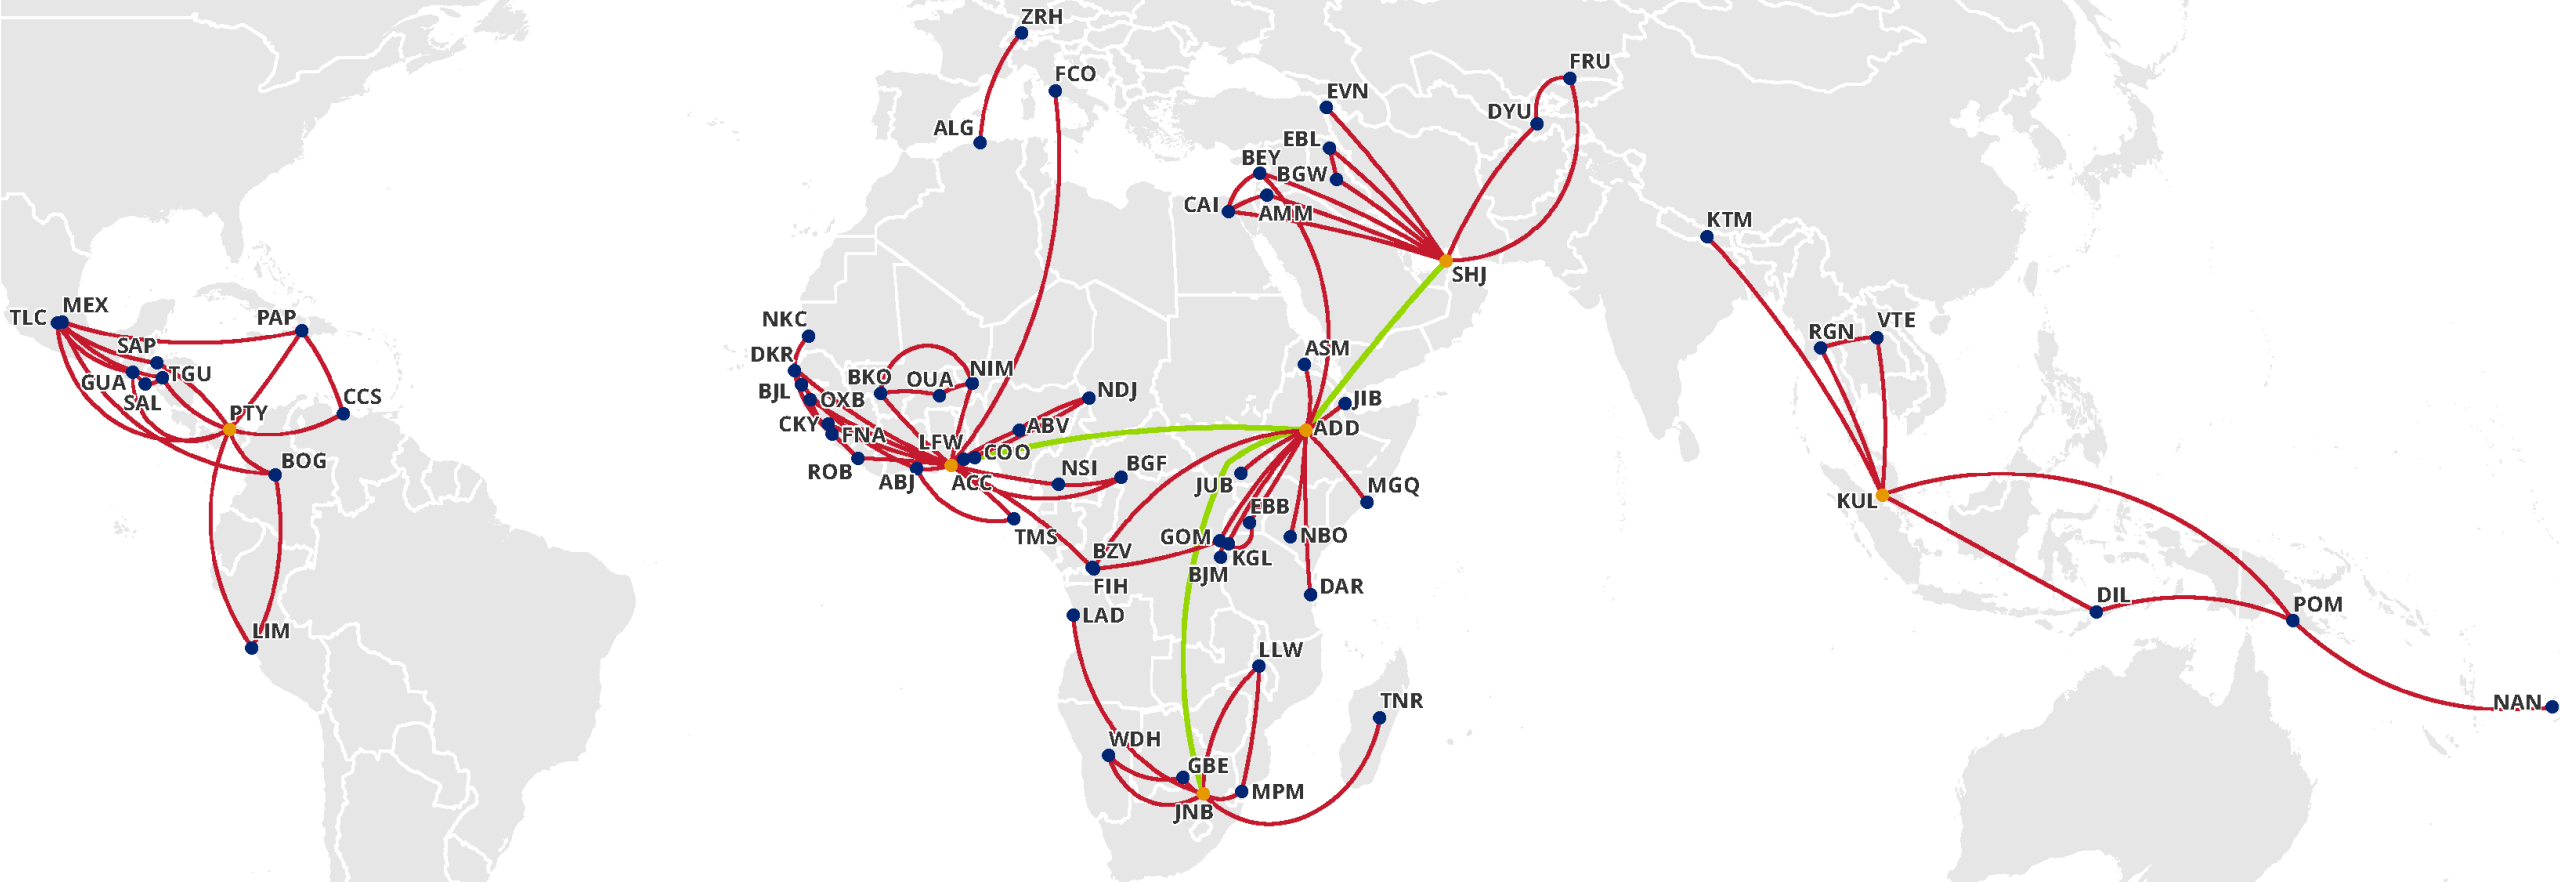 ZRH
FCO
FRU
EVN
DYU
ALG
EBL
BEY
BGW
CAI
AMM
KTM
SHJ
MEX
TLC
PAP
NKC
RGN
VTE
SAP
DKR
ASM
TGU
GUA
BKO
OUA
NIM
NDJ
SAL
CCS
BJL
OXB
JIB
PTY
CKY
FNA
ABV
ADD
LFW
COO
BOG
ROB
ABJ
ACC
NSI
BGF
JUB
MGQ
KUL
EBB
TMS
GOM
NBO
BZV
KGL
BJM
FIH
DAR
DIL
POM
LAD
LIM
LLW
TNR
NAN
WDH
GBE
MPM
JNB